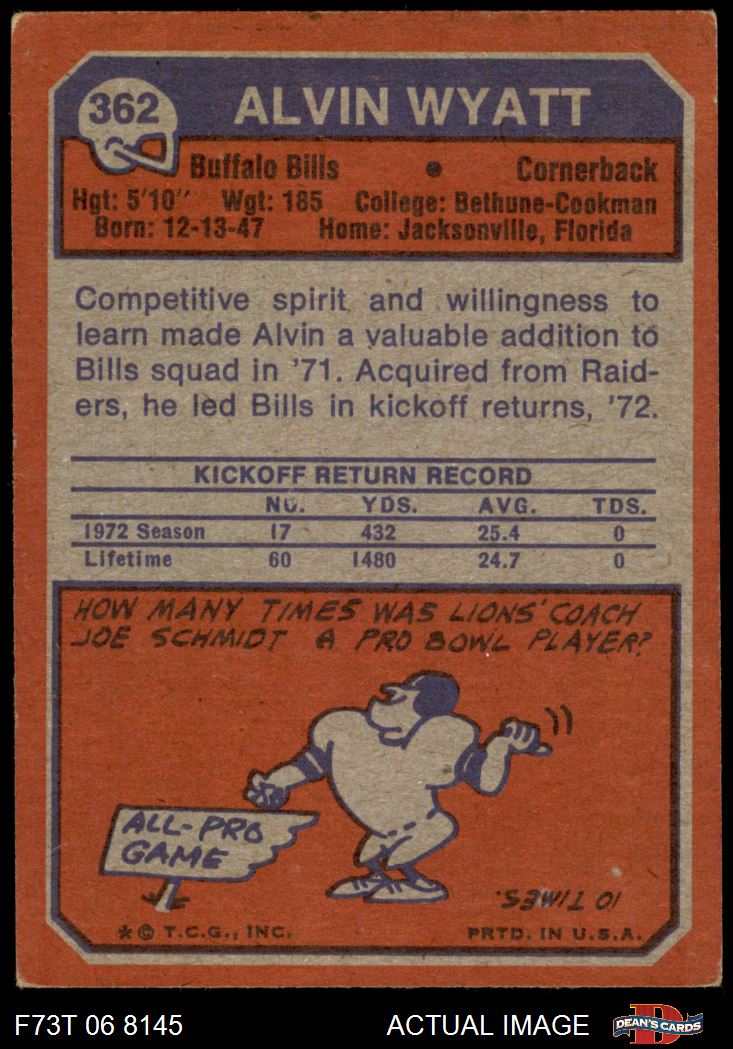 362
ALVIN WYATT
Buffalo Bills • Cornerback
Hgt: 5'10" Wgt: 185 College: Bethune-Cookman
Born: 12-13-47 Home: Jacksonville, Florida
Competitive spirit and willingness to
learn made Alvin a valuable addition to
Bills squad in '71. Acquired from Raid-
ers, he led Bills in kickoff returns, '72.
KICKOFF RETURN RECORD
NO. YDS. AVG. TDS.
1972 Season 17 432 25.4 0
Lifetime 60 1480 24.7 0
HOW MANY TIMES WAS LIONS' COACH
JOE SCHMIDT A PRO BOWL PLAYER?
ALL-PRO
GAME
10 TIMES.
* © T.C.G., INC. PRTD. IN U.S.A.
F73T 06 8145 ACTUAL IMAGE
D
DEAN'S CARDS